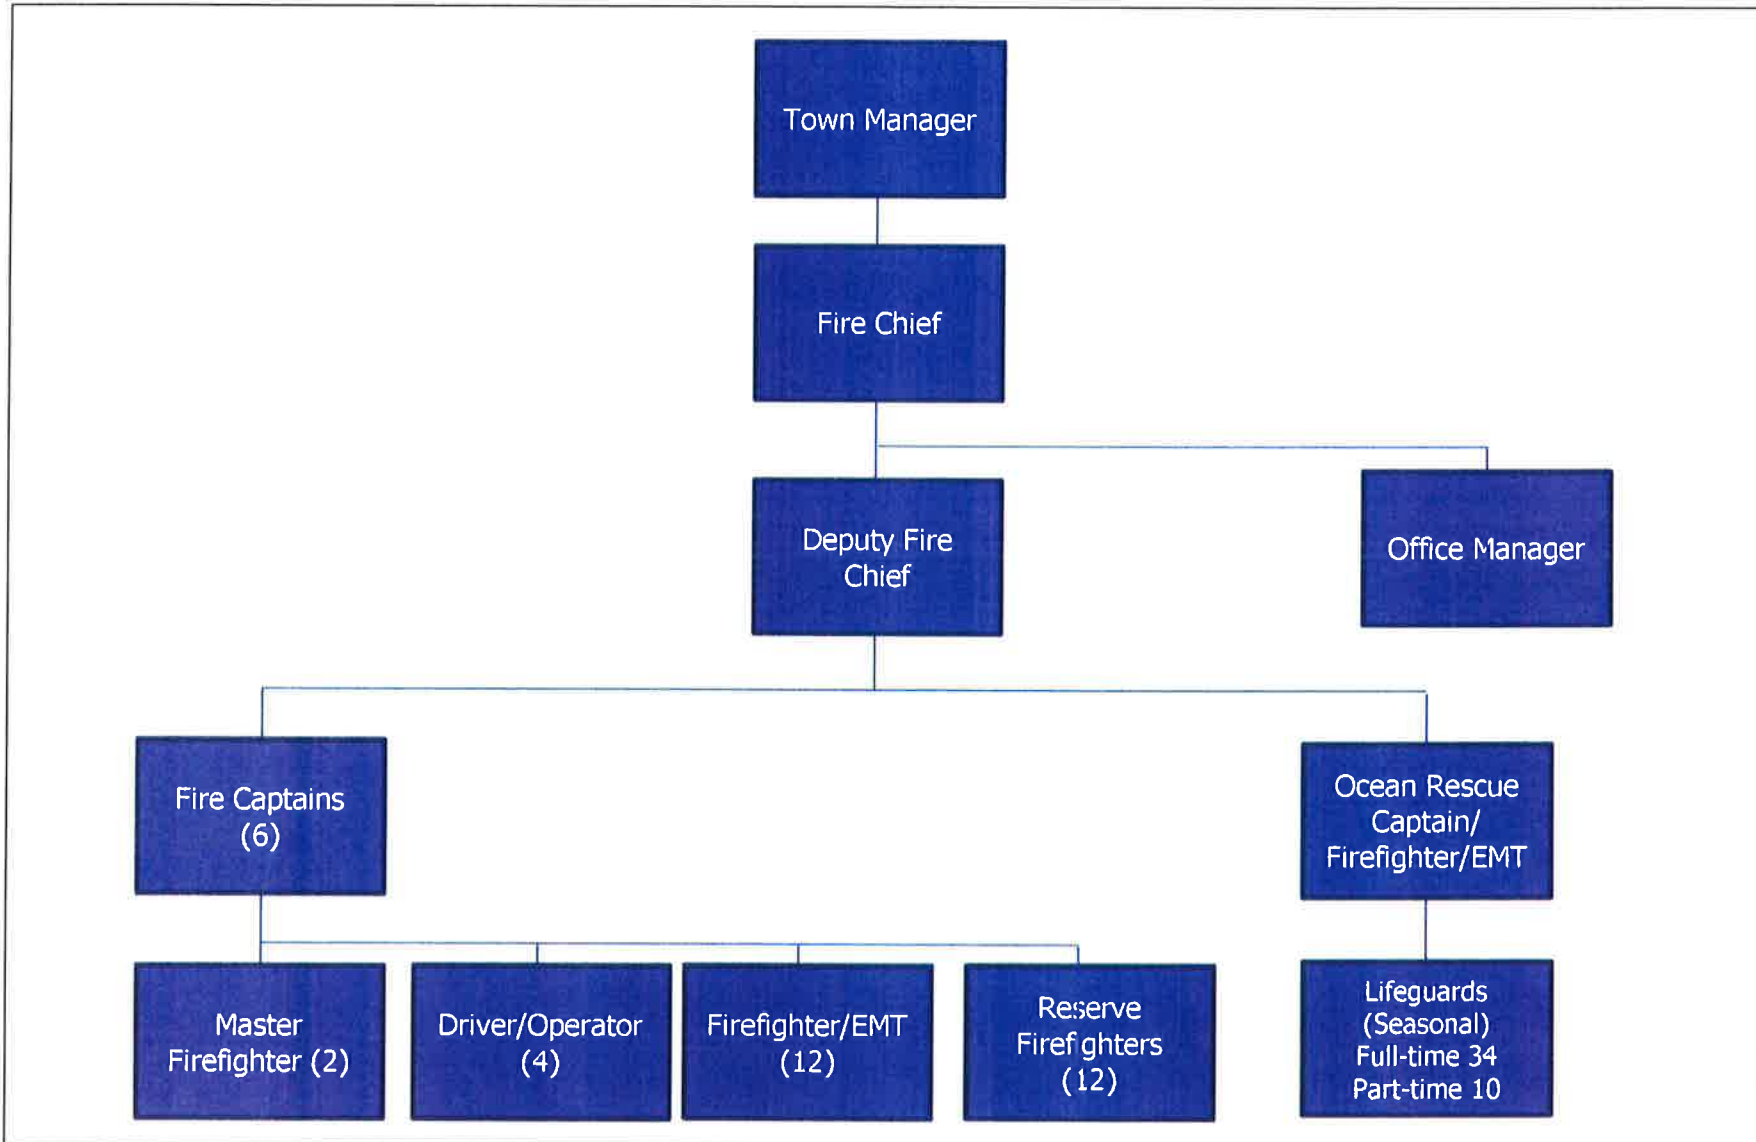 Town Manager
Fire Chief
Deputy Fire
Chief
Office Manager
Fire Captains
(6)
Ocean Rescue
Captain/
Firefighter/EMT
Master
Firefighter (2)
Driver/Operator
(4)
Firefighter/EMT
(12)
Reserve
Firefighters
(12)
Lifeguards
(Seasonal)
Full-time 34
Part-time 10